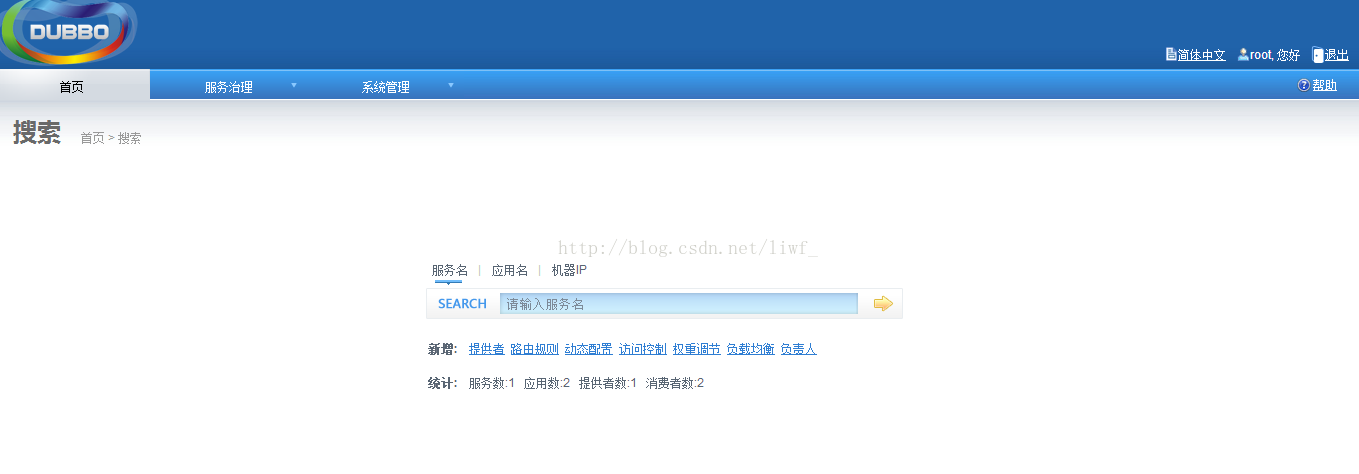 DUBBO
简体中文 root, 您好 退出
首页 服务治理 系统管理 帮助
搜索 首页 > 搜索
http://blog.csdn.net/liwf_
服务名 | 应用名 | 机器IP
SEARCH 请输入服务名
新增: 提供者 路由规则 动态配置 访问控制 权重调节 负载均衡 负责人
统计: 服务数:1 应用数:2 提供者数:1 消费者数:2